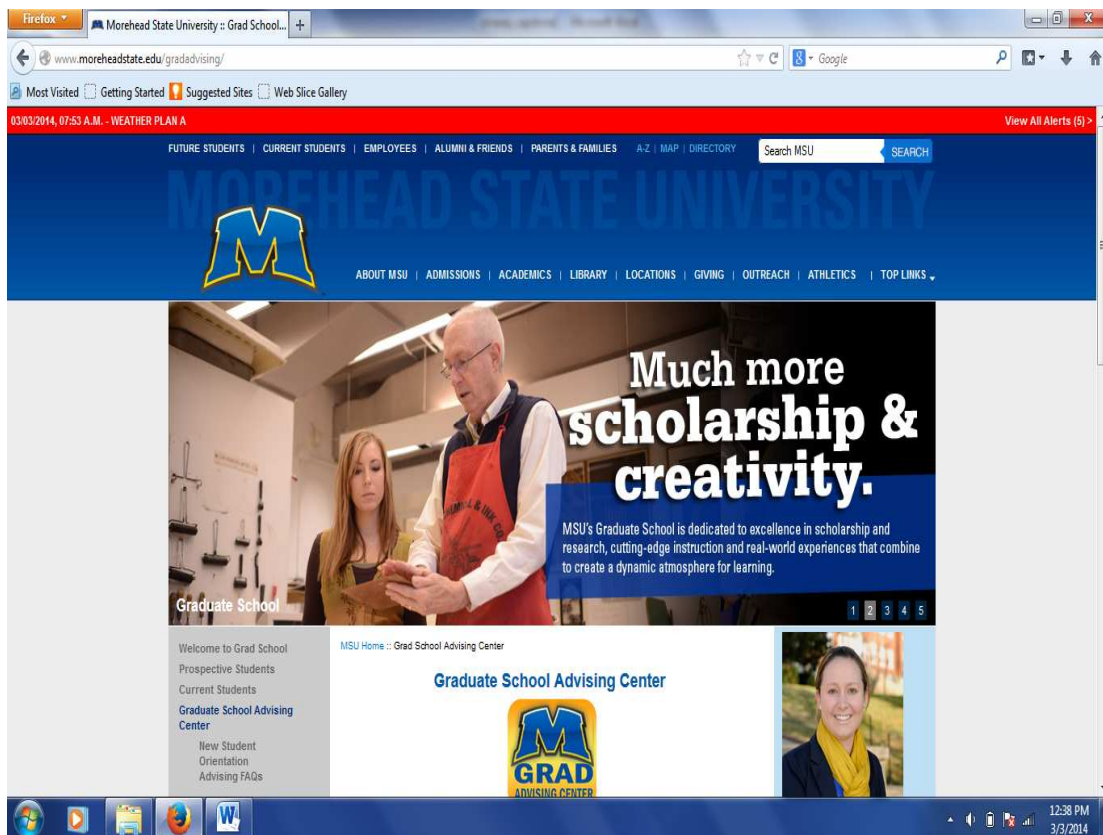 Firefox
Morehead State University :: Grad School...
www.moreheadstate.edu/gradadvising/
Google
Most Visited Getting Started Suggested Sites Web Slice Gallery
03/03/2014, 07:53 A.M. - WEATHER PLAN A
View All Alerts (5) >
FUTURE STUDENTS | CURRENT STUDENTS | EMPLOYEES | ALUMNI & FRIENDS | PARENTS & FAMILIES A-Z | MAP | DIRECTORY
Search MSU SEARCH
MOREHEAD STATE UNIVERSITY
M
ABOUT MSU | ADMISSIONS | ACADEMICS | LIBRARY | LOCATIONS | GIVING | OUTREACH | ATHLETICS | TOP LINKS
Much more
scholarship &
creativity.
MSU's Graduate School is dedicated to excellence in scholarship and
research, cutting-edge instruction and real-world experiences that combine
to create a dynamic atmosphere for learning.
& INK CO.
Graduate School
1 2 3 4 5
Welcome to Grad School
Prospective Students
Current Students
Graduate School Advising
Center
New Student
Orientation
Advising FAQs
MSU Home :: Grad School Advising Center
Graduate School Advising Center
M
GRAD
ADVISING CENTER
12:38 PM
3/3/2014